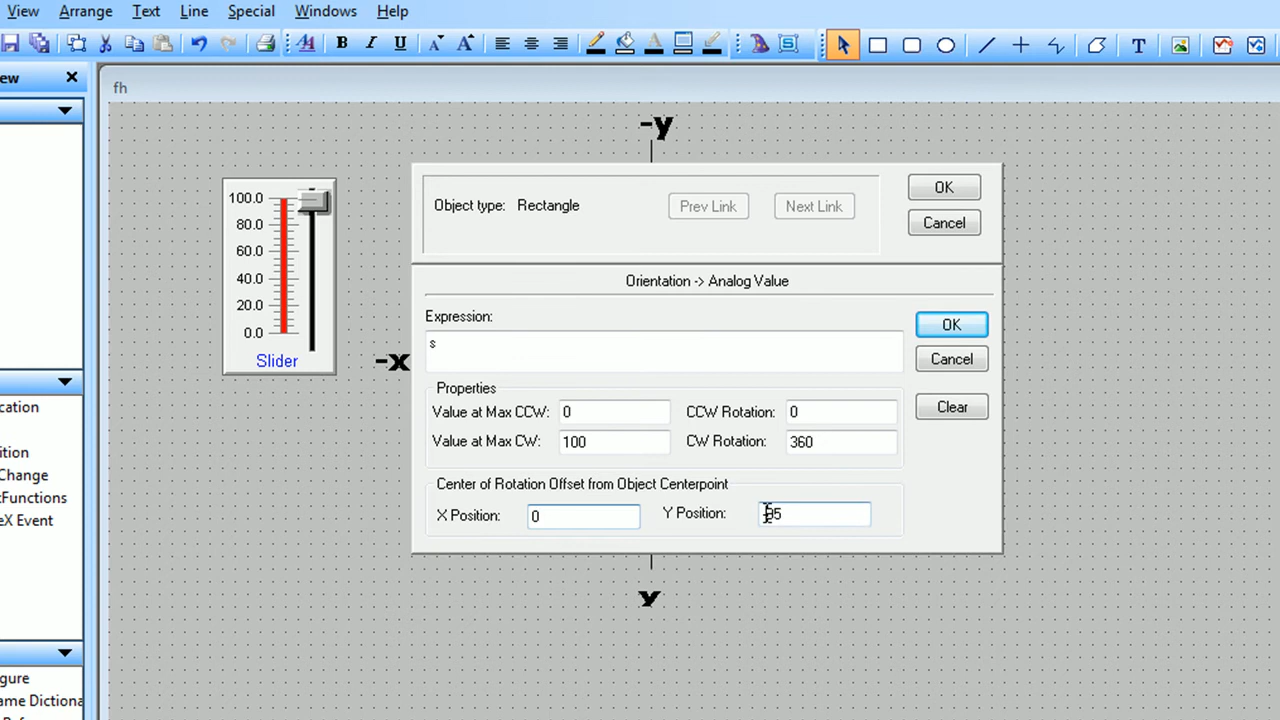 View Arrange Text Line Special Windows Help
B I U A A A T
ew
fh
-y
100.0
80.0
60.0
40.0
20.0
0.0
Slider
-x
Object type: Rectangle Prev Link Next Link
OK
Cancel
Orientation -> Analog Value
Expression:
s
OK
Cancel
Clear
Properties
Value at Max CCW: 0 CCW Rotation: 0
Value at Max CW: 100 CW Rotation: 360
Center of Rotation Offset from Object Centerpoint
X Position: 0 Y Position: 95
y
cation
ition
Change
tFunctions
eX Event
gure
ame Dictiona